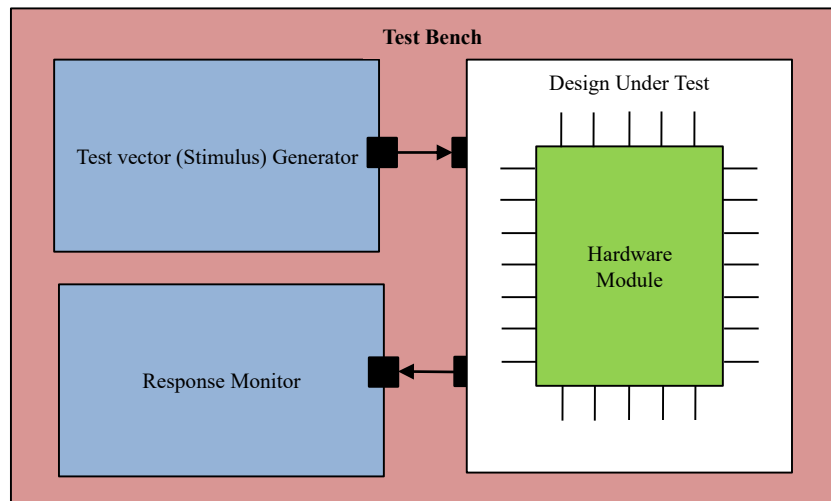 Test Bench
Test vector (Stimulus) Generator
Design Under Test
Hardware
Module
Response Monitor